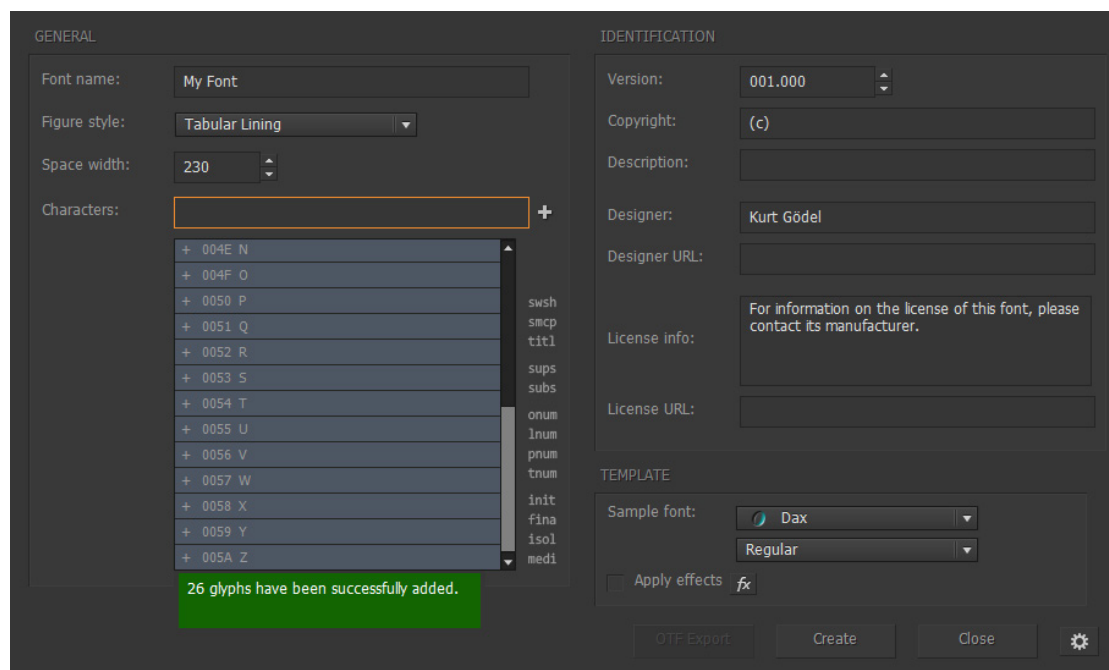 GENERAL
Font name:
My Font
Figure style:
Tabular Lining
Space width:
230
Characters:
+
+ 004E N
+ 004F O
+ 0050 P
+ 0051 Q
+ 0052 R
+ 0053 S
+ 0054 T
+ 0055 U
+ 0056 V
+ 0057 W
+ 0058 X
+ 0059 Y
+ 005A Z
swsh
smcp
titl
sups
subs
onum
lnum
pnum
tnum
init
fina
isol
medi
26 glyphs have been successfully added.
IDENTIFICATION
Version:
001.000
Copyright:
(c)
Description:
Designer:
Kurt Gödel
Designer URL:
License info:
For information on the license of this font, please
contact its manufacturer.
License URL:
TEMPLATE
Sample font:
Dax
Regular
Apply effects
fx
OTF Export
Create
Close